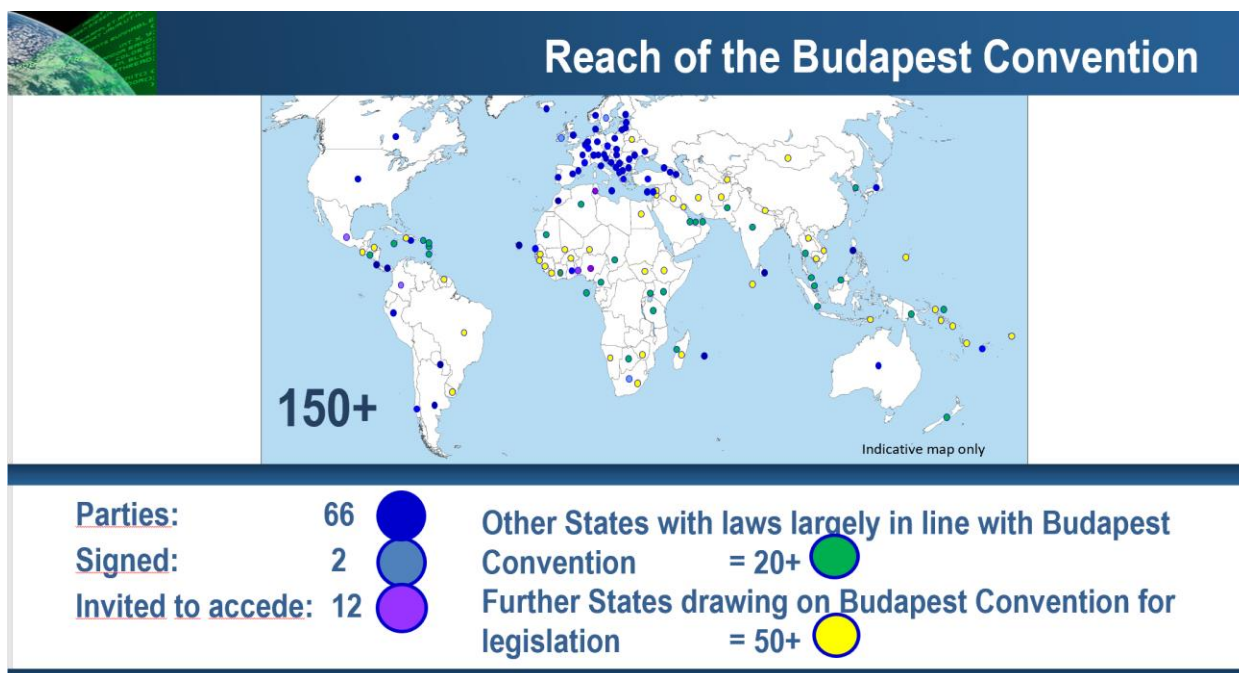 Reach of the Budapest Convention
150+
Indicative map only
Parties: 66
Signed: 2
Invited to accede: 12
Other States with laws largely in line with Budapest
Convention = 20+
Further States drawing on Budapest Convention for
legislation = 50+